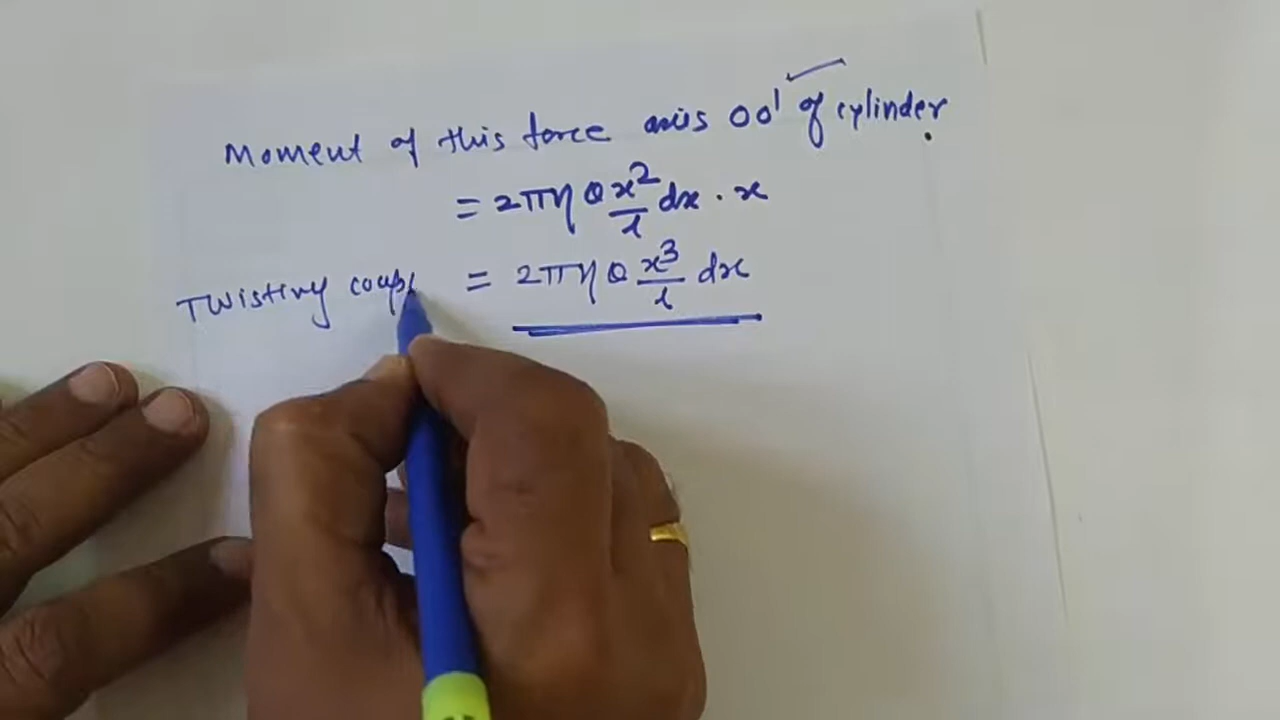 Moment of this force axis OO' of cylinder.
= 2πηθ x²/l dx . x
Twisting coupl = 2πηθ x³/l dx